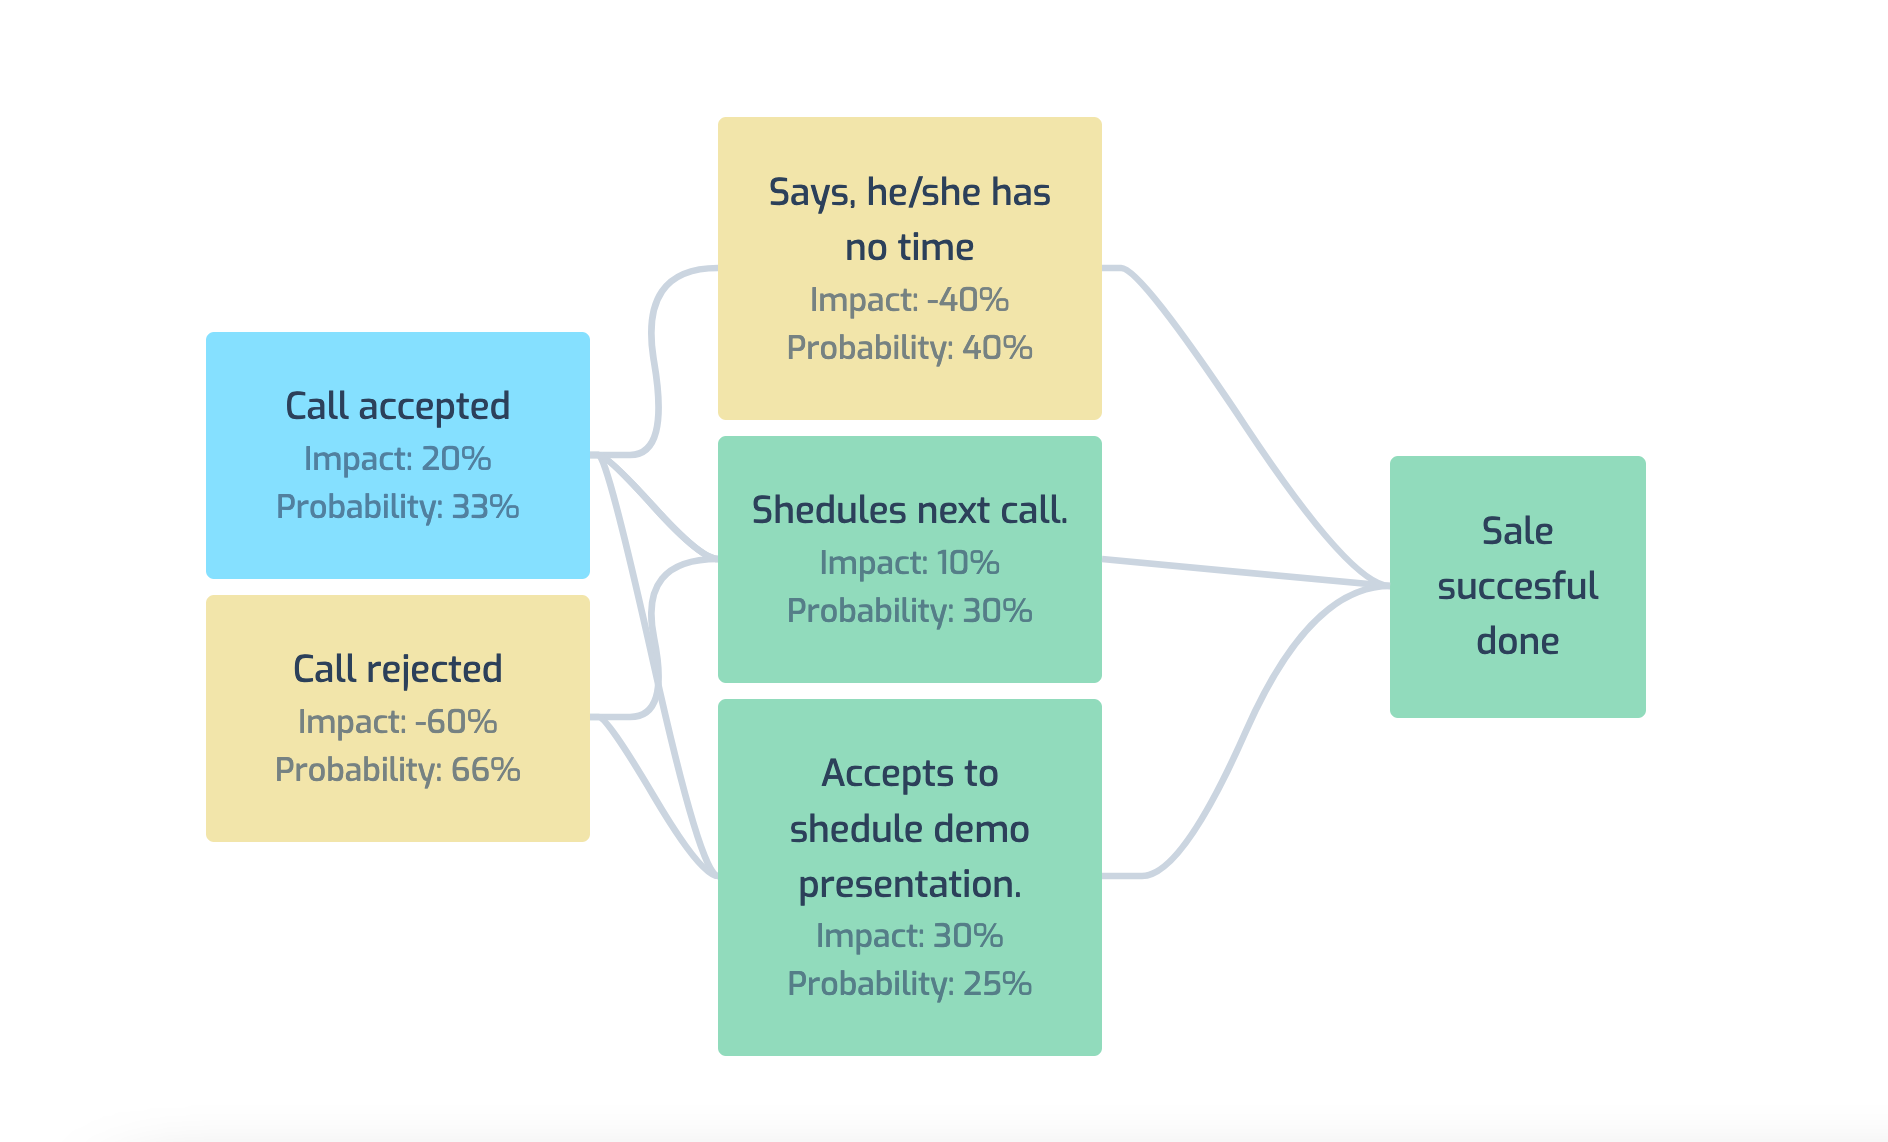 Call accepted
Impact: 20%
Probability: 33%
Call rejected
Impact: -60%
Probability: 66%
Says, he/she has
no time
Impact: -40%
Probability: 40%
Shedules next call.
Impact: 10%
Probability: 30%
Accepts to
shedule demo
presentation.
Impact: 30%
Probability: 25%
Sale
succesful
done